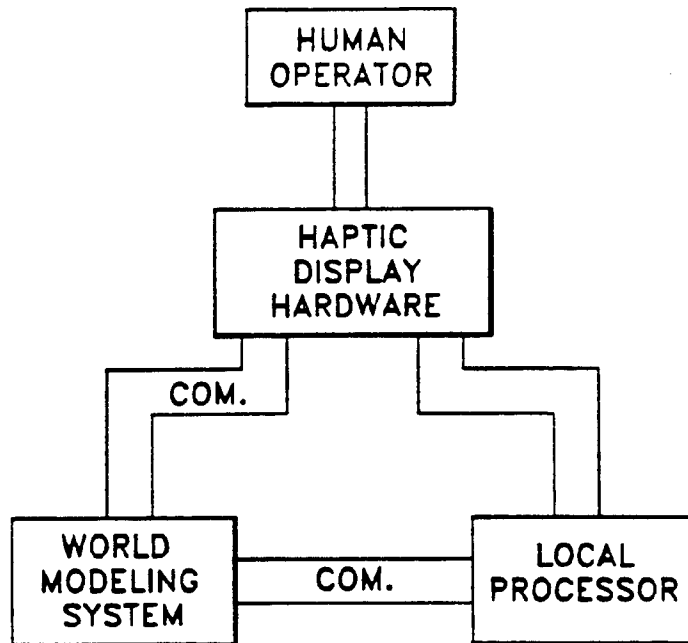 HUMAN
OPERATOR
HAPTIC
DISPLAY
HARDWARE
COM.
WORLD
MODELING
SYSTEM
COM.
LOCAL
PROCESSOR